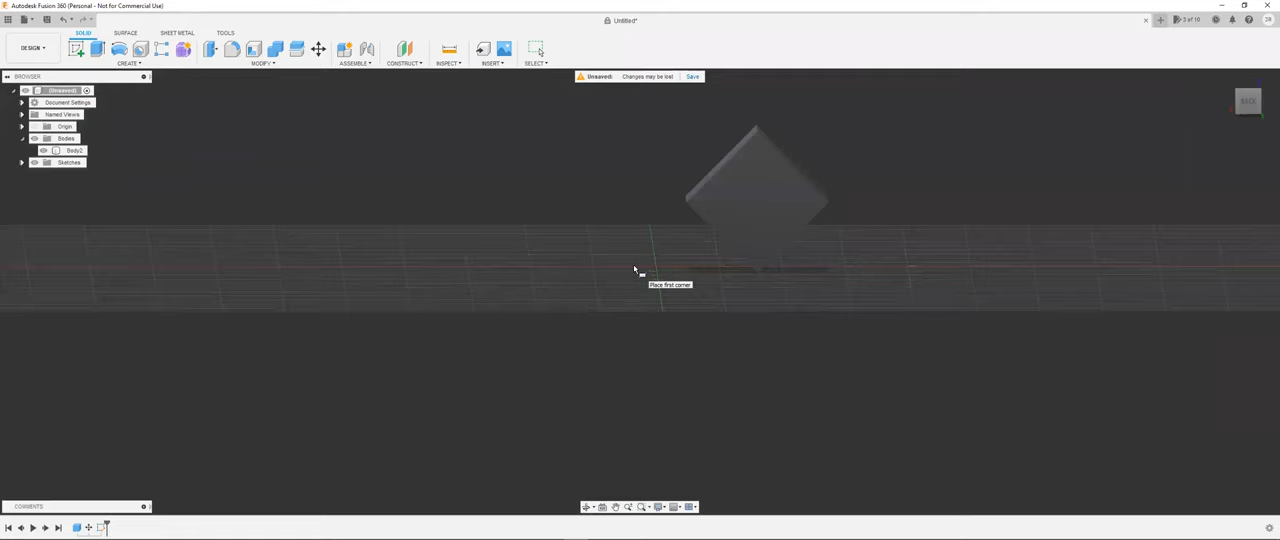 Autodesk Fusion 360 (Personal - Not for Commercial Use)
Untitled*
3 of 10
DESIGN
SOLID
SURFACE
SHEET METAL
TOOLS
CREATE
MODIFY
ASSEMBLE
CONSTRUCT
INSPECT
INSERT
SELECT
BROWSER
Unsaved: Changes may be lost
Save
(Unsaved)
Document Settings
Named Views
Origin
Bodies
Body2
Sketches
BACK
Place first corner
COMMENTS